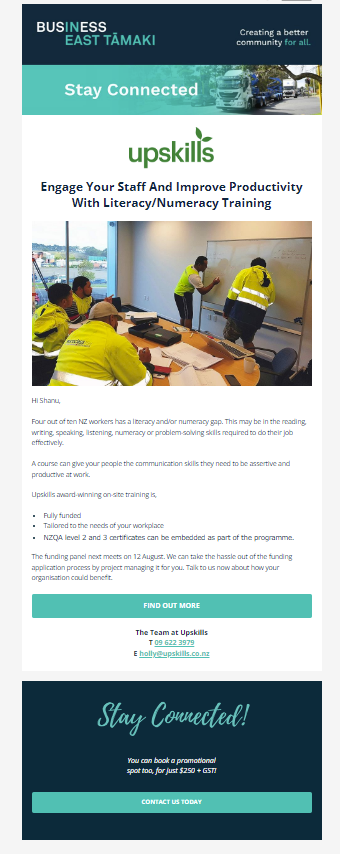 BUSINESS
EAST TĀMAKI
Creating a better
community for all.
Stay Connected
upskills
Engage Your Staff And Improve Productivity
With Literacy/Numeracy Training
Hi Shanu,
Four out of ten NZ workers has a literacy and/or numeracy gap. This may be in the reading,
writing, speaking, listening, numeracy or problem-solving skills required to do their job
effectively.
A course can give your people the communication skills they need to be assertive and
productive at work.
Upskills award-winning on-site training is,
• Fully funded
• Tailored to the needs of your workplace
• NZQA level 2 and 3 certificates can be embedded as part of the programme.
The funding panel next meets on 12 August. We can take the hassle out of the funding
application process by project managing it for you. Talk to us now about how your
organisation could benefit.
FIND OUT MORE
The Team at Upskills
T 09 622 3979
E holly@upskills.co.nz
Stay Connected!
You can book a promotional
spot too, for just $250 + GST!
CONTACT US TODAY